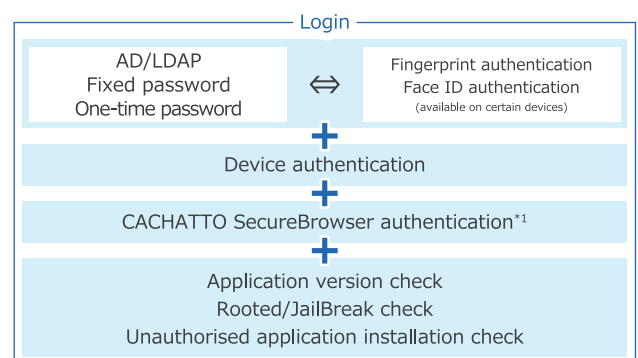 Login
AD/LDAP
Fixed password
One-time password
⇔
Fingerprint authentication
Face ID authentication
(available on certain devices)
+
Device authentication
+
CACHATTO SecureBrowser authentication*1
+
Application version check
Rooted/JailBreak check
Unauthorised application installation check